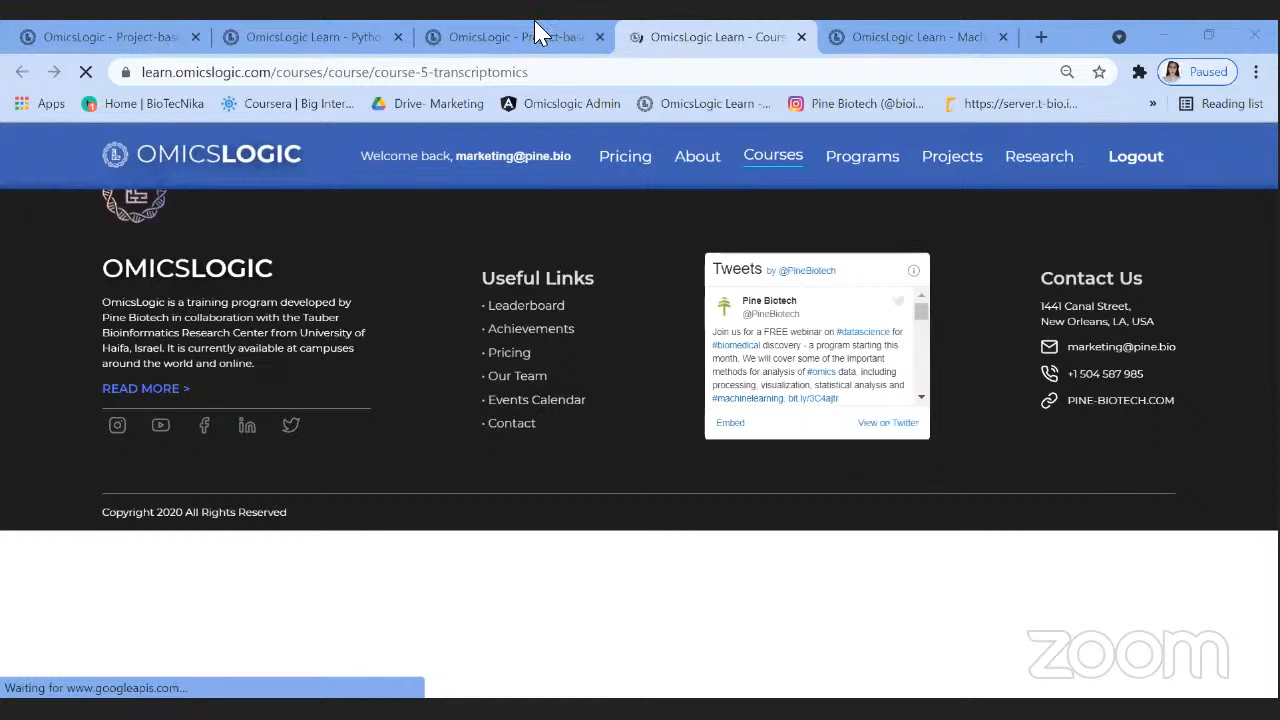 OmicsLogic - Project-bas
OmicsLogic Learn - Pytho
OmicsLogic - Project-bas
OmicsLogic Learn - Cour
OmicsLogic Learn - Mach
learn.omicslogic.com/courses/course/course-5-transcriptomics
Paused
Apps
Home | BioTecNika
Coursera | Big Inter...
Drive- Marketing
Omicslogic Admin
OmicsLogic Learn -...
Pine Biotech (@bioi...
https://server.t-bio.i...
»
Reading list
OMICSLOGIC
Welcome back, marketing@pine.bio
Pricing
About
Courses
Programs
Projects
Research
Logout
OMICSLOGIC
OmicsLogic is a training program developed by
Pine Biotech in collaboration with the Tauber
Bioinformatics Research Center from University of
Haifa, Israel. It is currently available at campuses
around the world and online.
READ MORE >
Useful Links
• Leaderboard
• Achievements
• Pricing
• Our Team
• Events Calendar
• Contact
Tweets by @PineBiotech
Pine Biotech
@PineBiotech
Join us for a FREE webinar on #datascience for
#biomedical discovery - a program starting this
month. We will cover some of the important
methods for analysis of #omics data, including
processing, visualization, statistical analysis and
#machinelearning. bit.ly/3C4ajfr
Embed
View on Twitter
Contact Us
1441 Canal Street,
New Orleans, LA, USA
marketing@pine.bio
+1 504 587 985
PINE-BIOTECH.COM
Copyright 2020 All Rights Reserved
zoom
Waiting for www.googleapis.com...